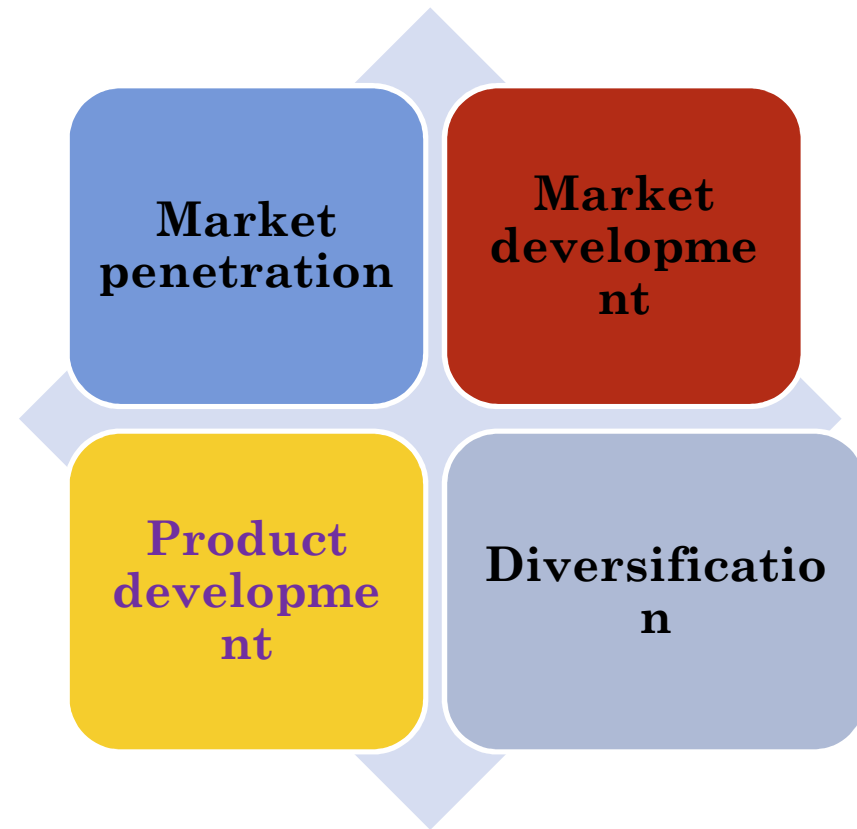 Market
penetration
Market
developme
nt
Product
developme
nt
Diversificatio
n